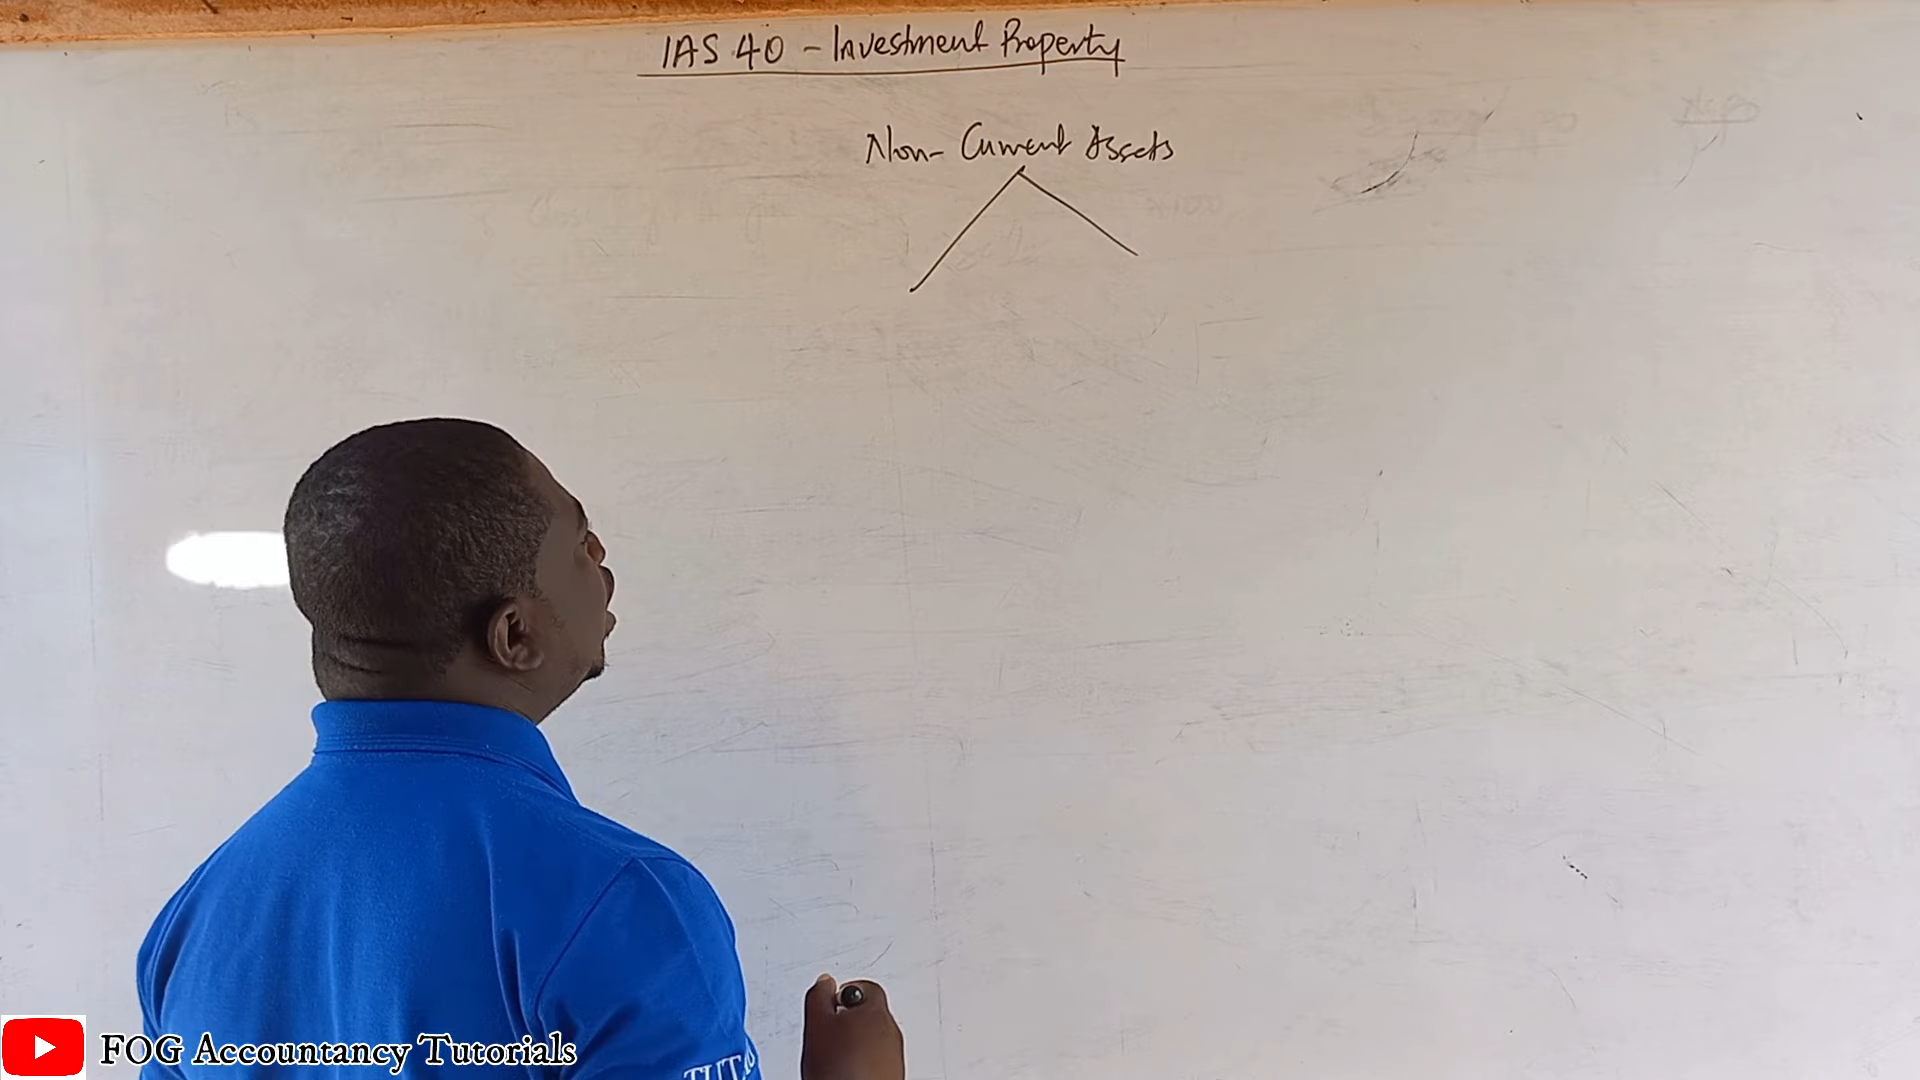 IAS 40 - Investment Property
Non-Current Assets
FOG Accountancy Tutorials